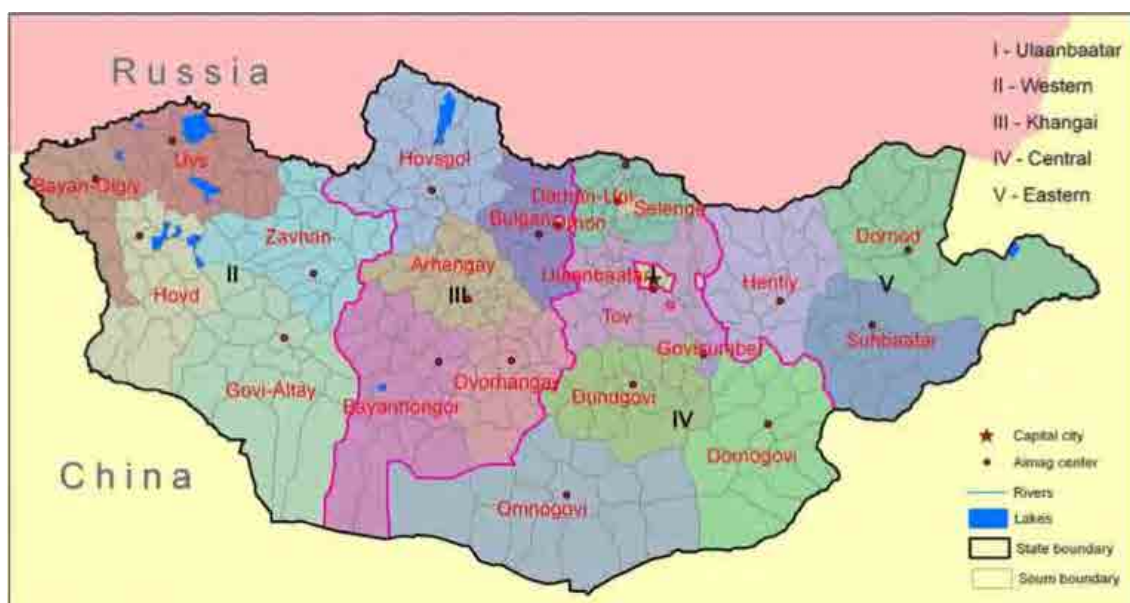 Russia
China
I - Ulaanbaatar
II - Western
III - Khangai
IV - Central
V - Eastern
Uvs
Bayan-Olgiy
Hovsgol
Zavhan
Bulgan
Selenge
Dornod
Arhangay
Ulaanbaatar
Hentiy
Hovd
II
III
V
Tov
Suhbaatar
Govi-Altay
Ovorhangay
Govisumber
Bayanhongor
Dundgovi
IV
Dornogovi
Omnogovi
Capital city
Aimag center
Rivers
Lakes
State boundary
Soum boundary